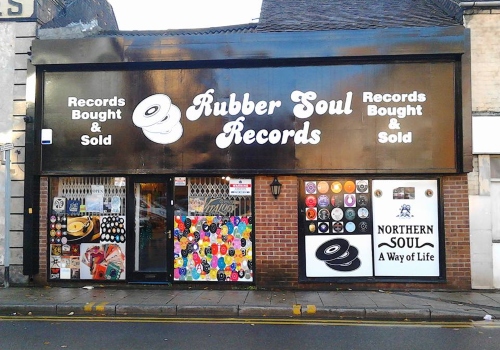 Records
Bought
&
Sold
Rubber Soul
Records
Records
Bought
&
Sold
NORTHERN
SOUL
A Way of Life